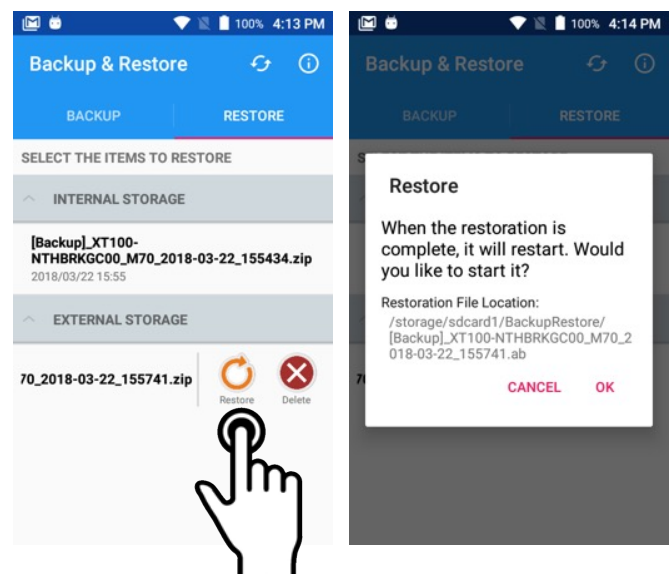 100% 4:13 PM
Backup & Restore
BACKUP RESTORE
SELECT THE ITEMS TO RESTORE
INTERNAL STORAGE
[Backup]_XT100-
NTHBRKGC00_M70_2018-03-22_155434.zip
2018/03/22 15:55
EXTERNAL STORAGE
70_2018-03-22_155741.zip
Restore Delete
100% 4:14 PM
Backup & Restore
BACKUP RESTORE
Restore
When the restoration is
complete, it will restart. Would
you like to start it?
Restoration File Location:
/storage/sdcard1/BackupRestore/
[Backup]_XT100-NTHBRKGC00_M70_2
018-03-22_155741.ab
CANCEL OK